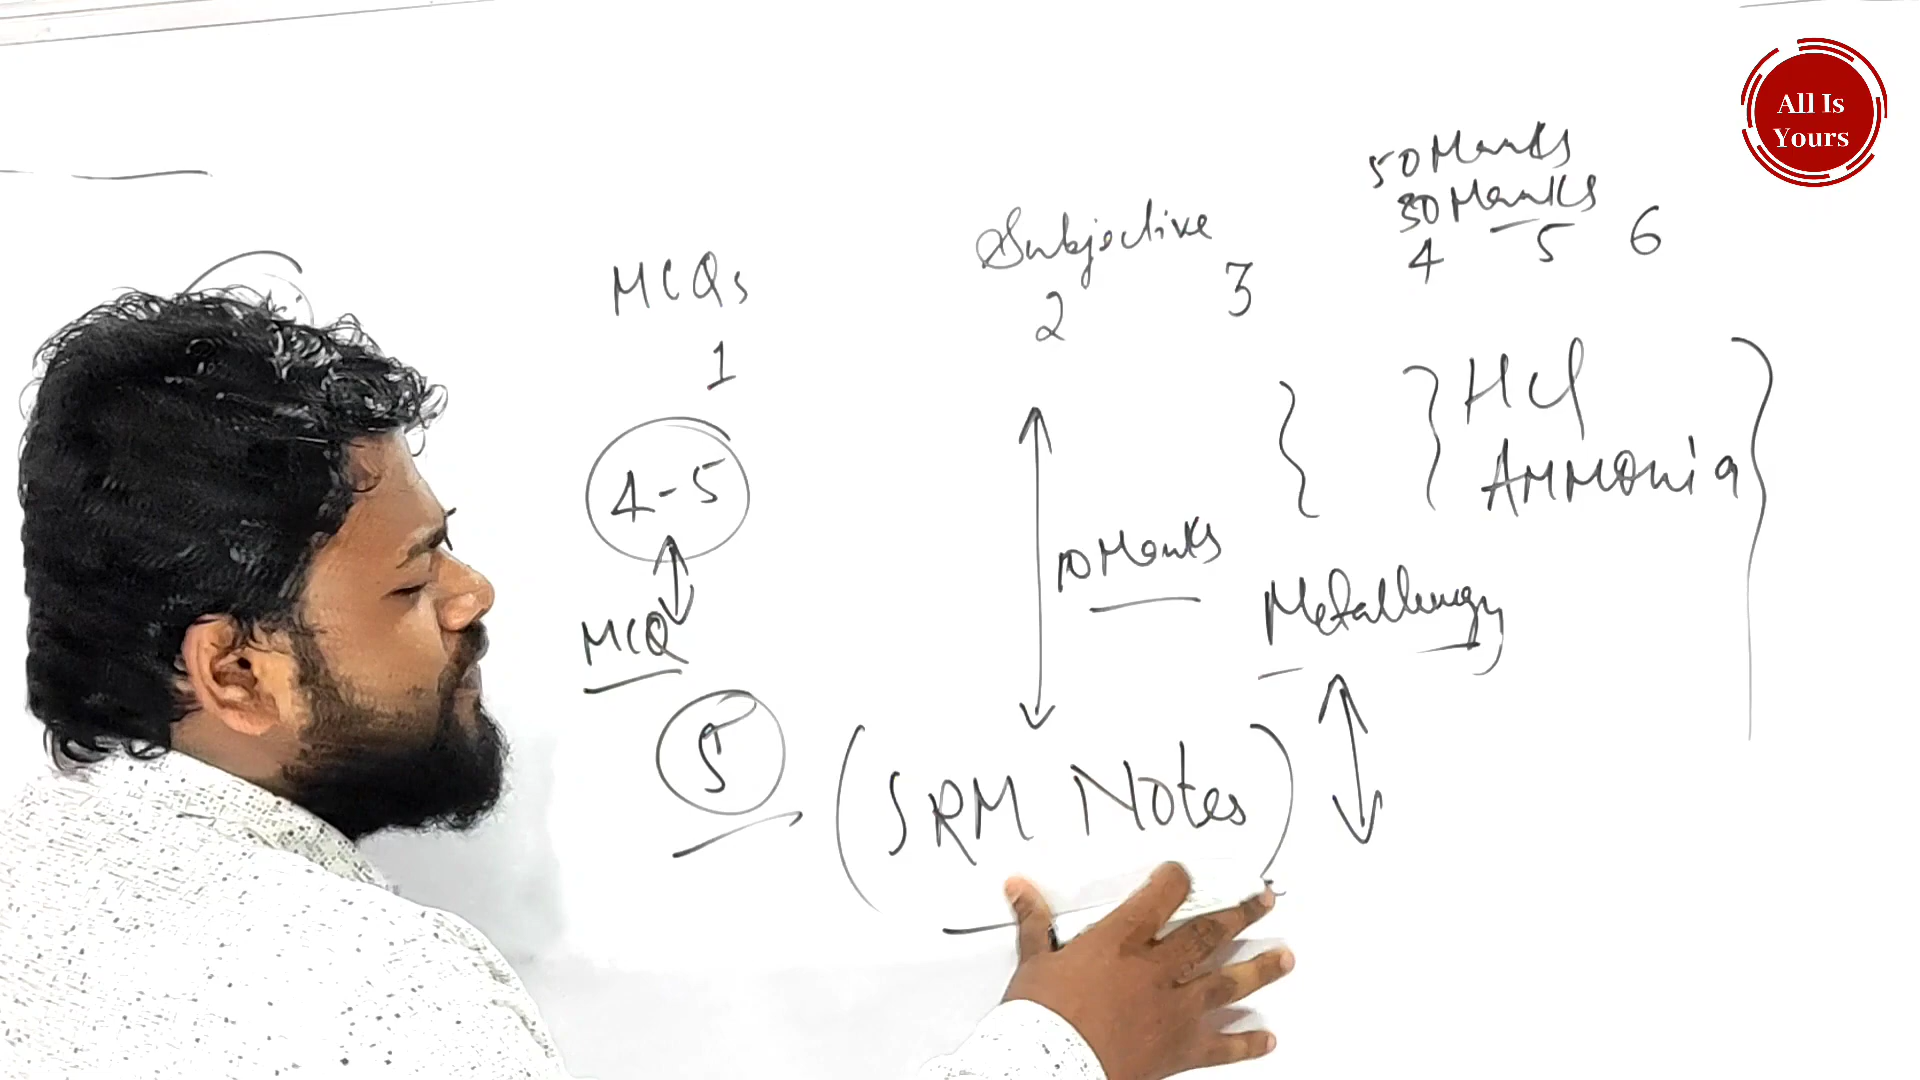 All Is
Yours
50 Marks
30 Marks
MCQs
Subjective
1
2
3
4 5 6
4-5
MCQ
5
10 Marks
HCl
Ammonia
Metallurgy
(SRM Notes)